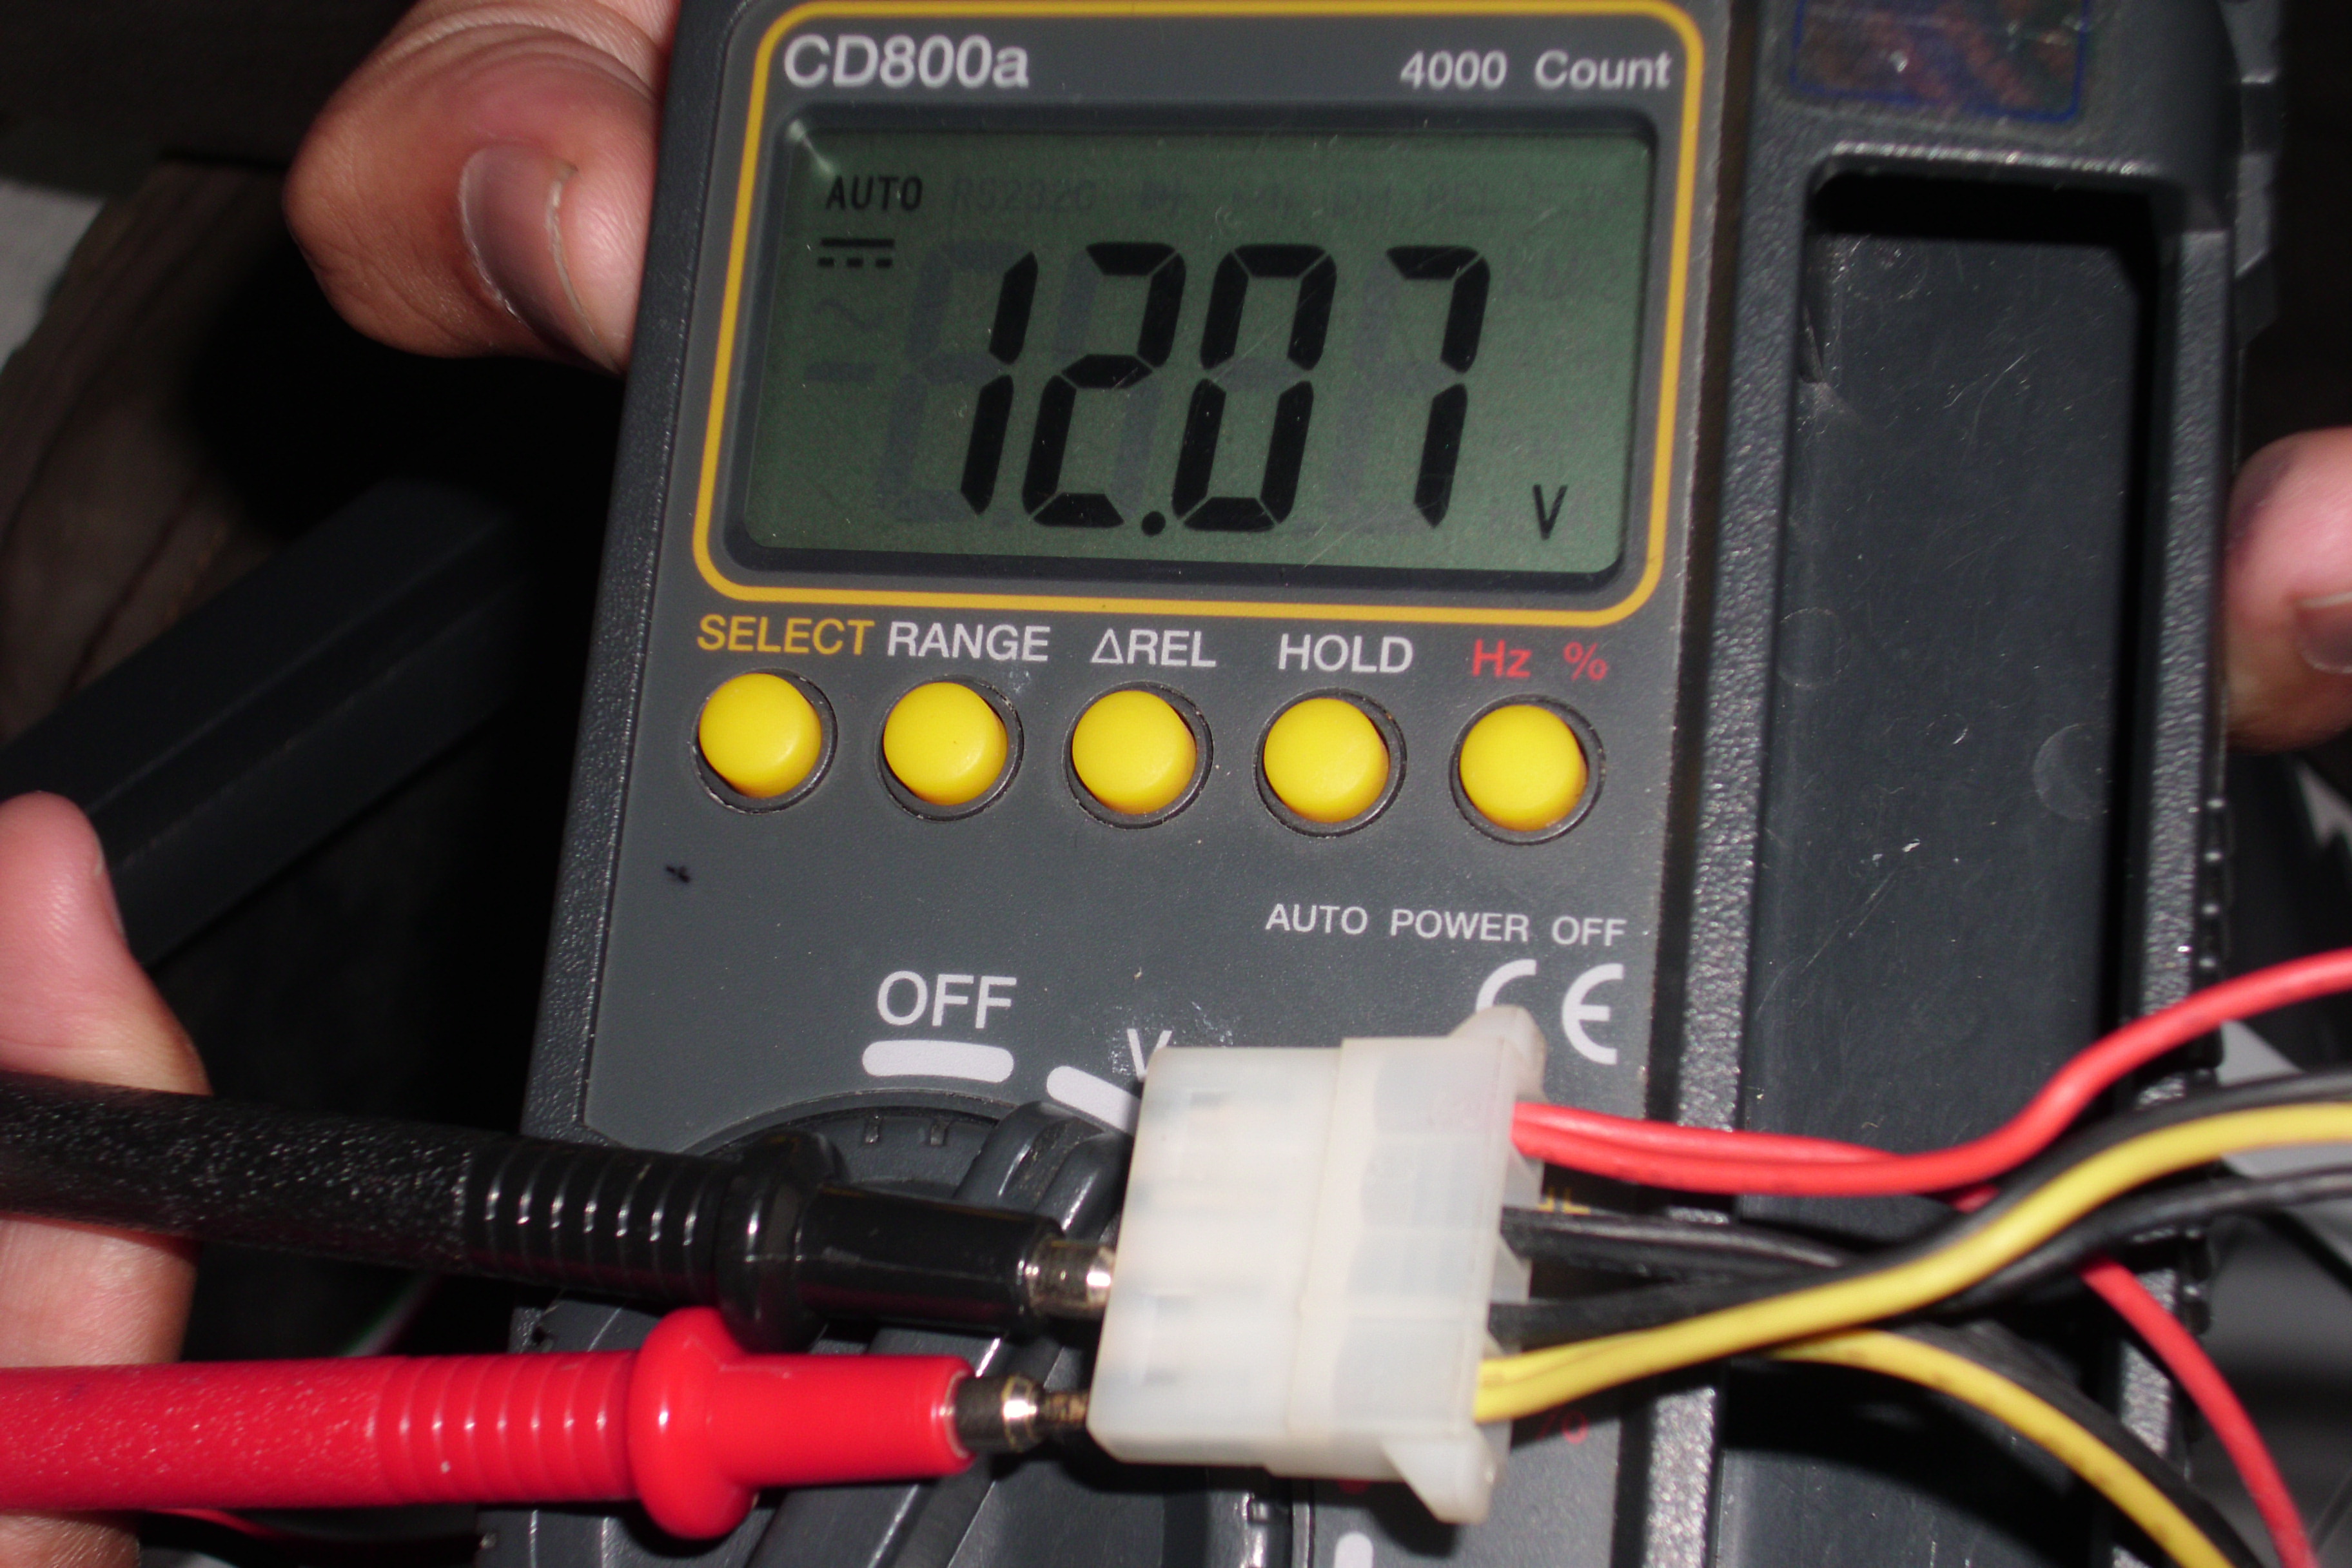 CD800a 4000 Count
AUTO
12.07 V
SELECT RANGE ΔREL HOLD Hz %
AUTO POWER OFF
CE
OFF
V